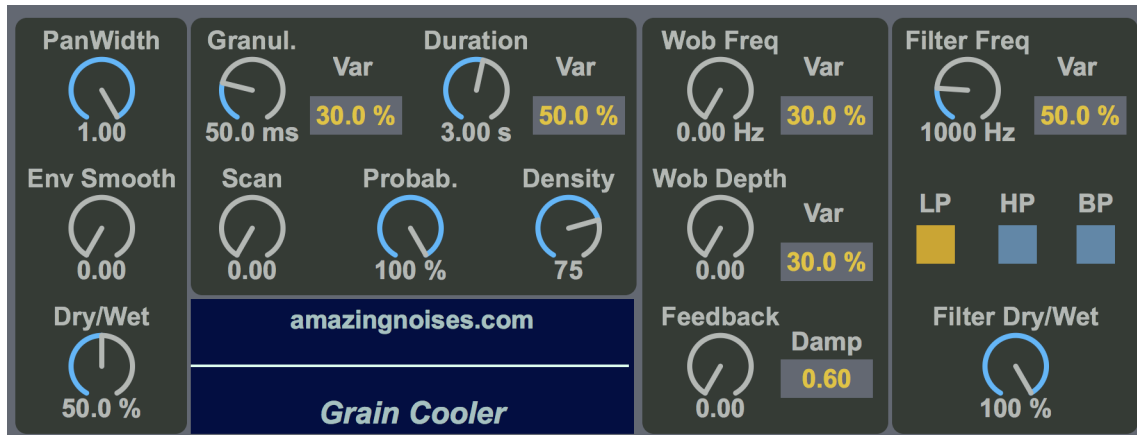 PanWidth
1.00
Env Smooth
0.00
Dry/Wet
50.0 %
Granul.
50.0 ms
Var
30.0 %
Duration
3.00 s
Var
50.0 %
Scan
0.00
Probab.
100 %
Density
75
amazingnoises.com
Grain Cooler
Wob Freq
0.00 Hz
Var
30.0 %
Wob Depth
0.00
Var
30.0 %
Feedback
0.00
Damp
0.60
Filter Freq
1000 Hz
Var
50.0 %
LP
HP
BP
Filter Dry/Wet
100 %